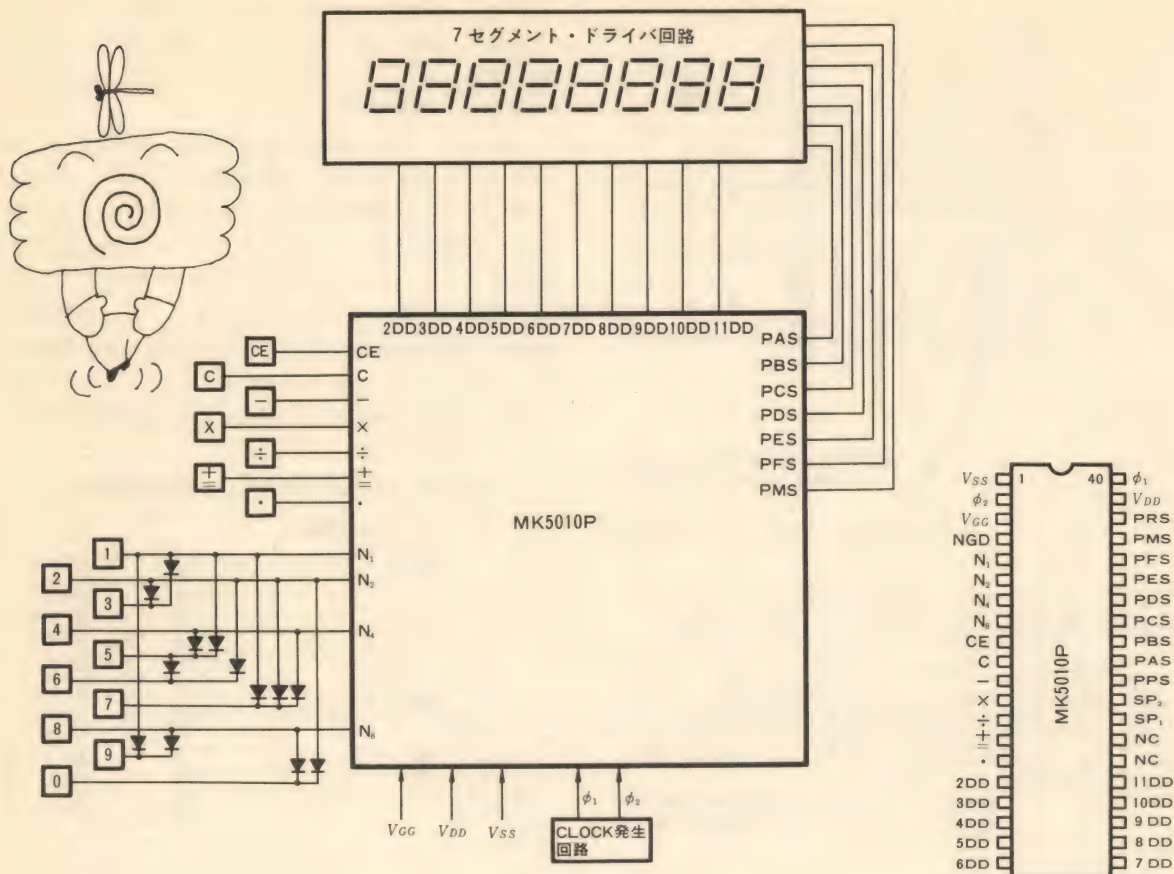 7セグメント・ドライバ回路
2DD 3DD 4DD 5DD 6DD 7DD 8DD 9DD 10DD 11DD
CE CE
C C
− −
X ×
÷ ÷
± ±
・ ・
PAS
PBS
PCS
PDS
PES
PFS
PMS
MK5010P
1 N₁
2 N₂
3
4 N₄
5
6
7
8 N₈
9
0
VGG VDD VSS φ₁ φ₂
CLOCK発生
回路
VSS 1 40 φ₁
φ₂ VDD
VGG PRS
NGD PMS
N₁ PFS
N₂ PES
N₄ PDS
N₈ PCS
CE PBS
C PAS
− PPS
× SP₂
÷ SP₁
± NC
・ NC
2DD 11DD
3DD 10DD
4DD 9DD
5DD 8DD
6DD 7DD
MK5010P